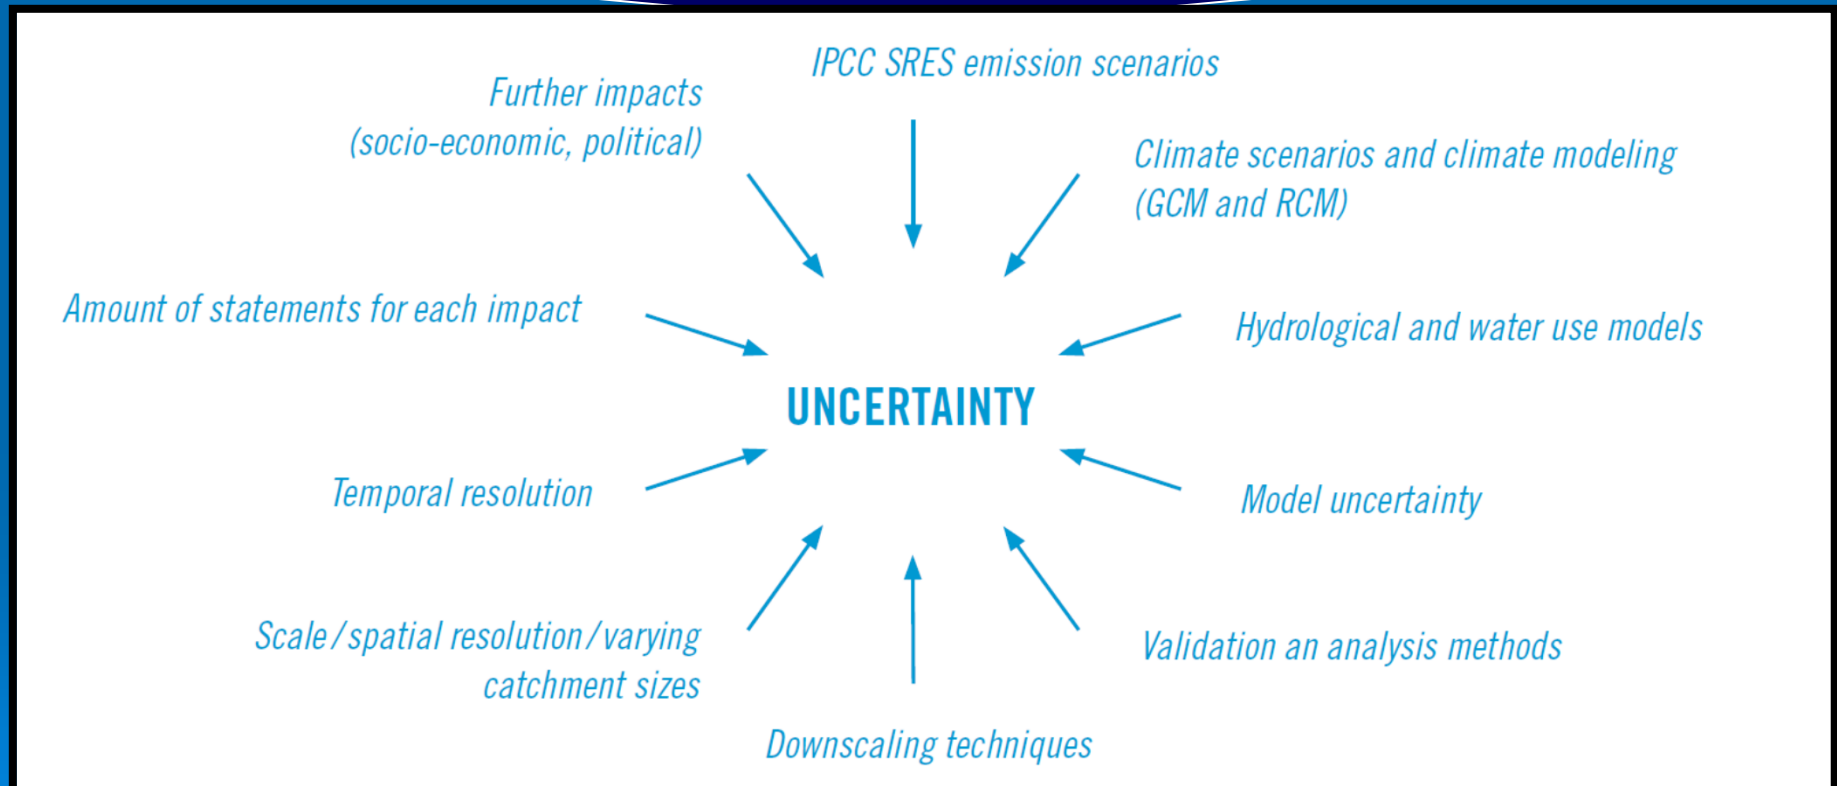 IPCC SRES emission scenarios
Further impacts
(socio-economic, political)
Climate scenarios and climate modeling
(GCM and RCM)
Amount of statements for each impact
Hydrological and water use models
UNCERTAINTY
Temporal resolution
Model uncertainty
Scale/spatial resolution/varying
catchment sizes
Validation an analysis methods
Downscaling techniques